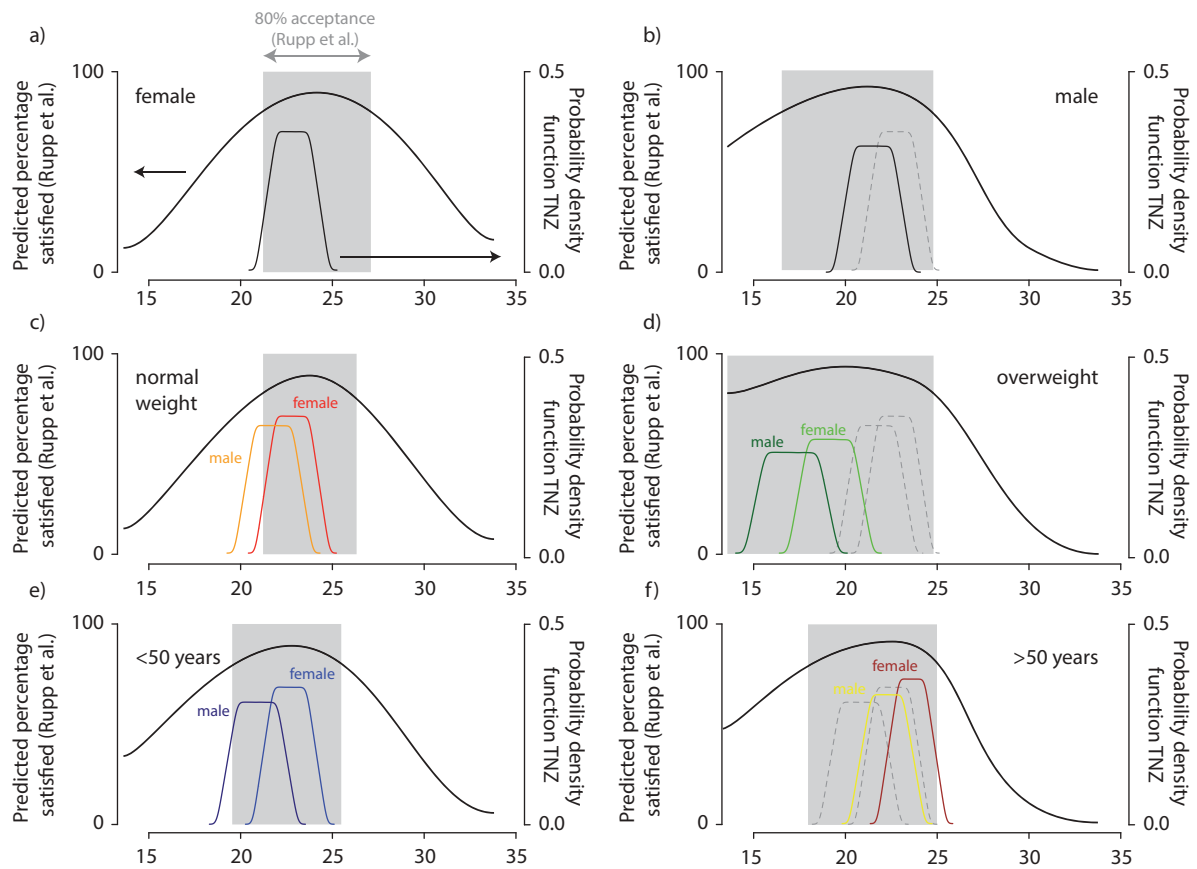 a)
80% acceptance
(Rupp et al.)
female
100
0
Predicted percentage
satisfied (Rupp et al.)
0.5
0.0
Probability density
function TNZ
15 20 25 30 35
b)
male
100
0
Predicted percentage
satisfied (Rupp et al.)
0.5
0.0
Probability density
function TNZ
15 20 25 30 35
c)
normal
weight
female
male
100
0
Predicted percentage
satisfied (Rupp et al.)
0.5
0.0
Probability density
function TNZ
15 20 25 30 35
d)
overweight
female
male
100
0
Predicted percentage
satisfied (Rupp et al.)
0.5
0.0
Probability density
function TNZ
15 20 25 30 35
e)
<50 years
female
male
100
0
Predicted percentage
satisfied (Rupp et al.)
0.5
0.0
Probability density
function TNZ
15 20 25 30 35
f)
>50 years
female
male
100
0
Predicted percentage
satisfied (Rupp et al.)
0.5
0.0
Probability density
function TNZ
15 20 25 30 35